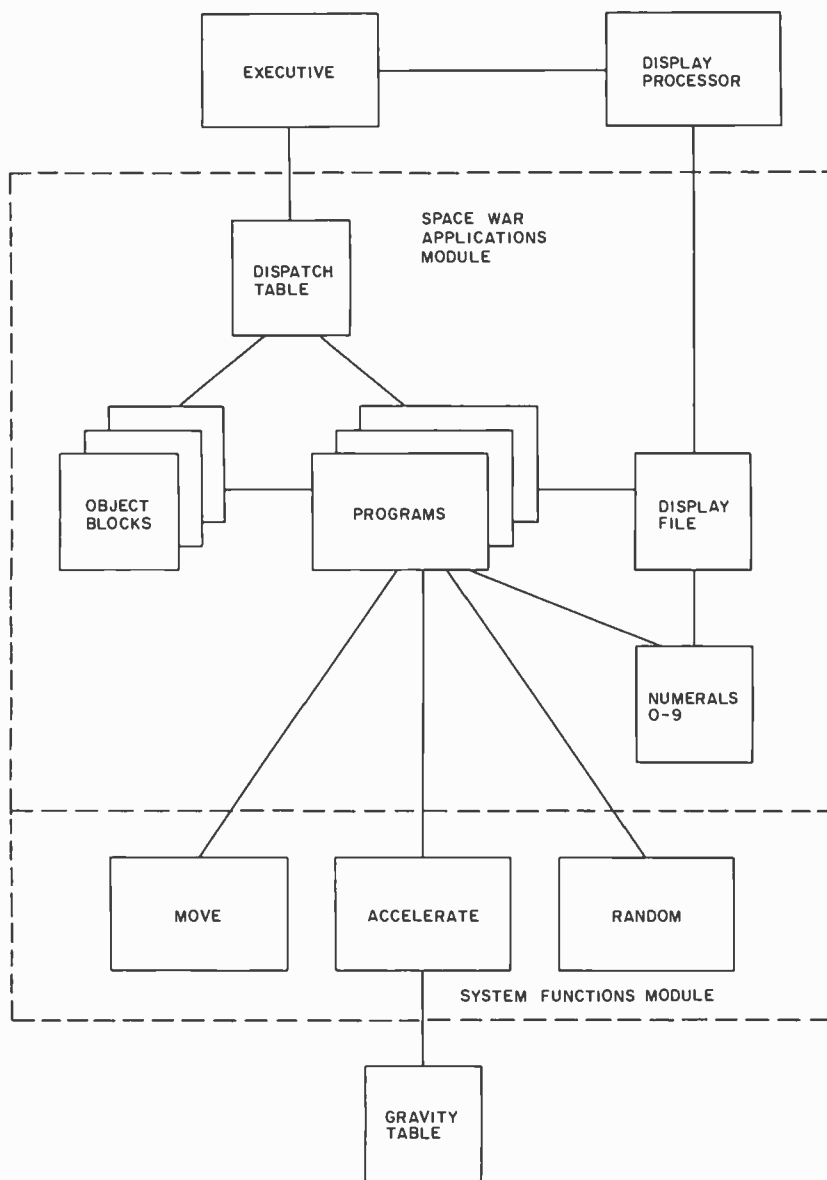 EXECUTIVE
DISPLAY
PROCESSOR
SPACE WAR
APPLICATIONS
MODULE
DISPATCH
TABLE
OBJECT
BLOCKS
PROGRAMS
DISPLAY
FILE
NUMERALS
0-9
MOVE
ACCELERATE
RANDOM
SYSTEM FUNCTIONS MODULE
GRAVITY
TABLE